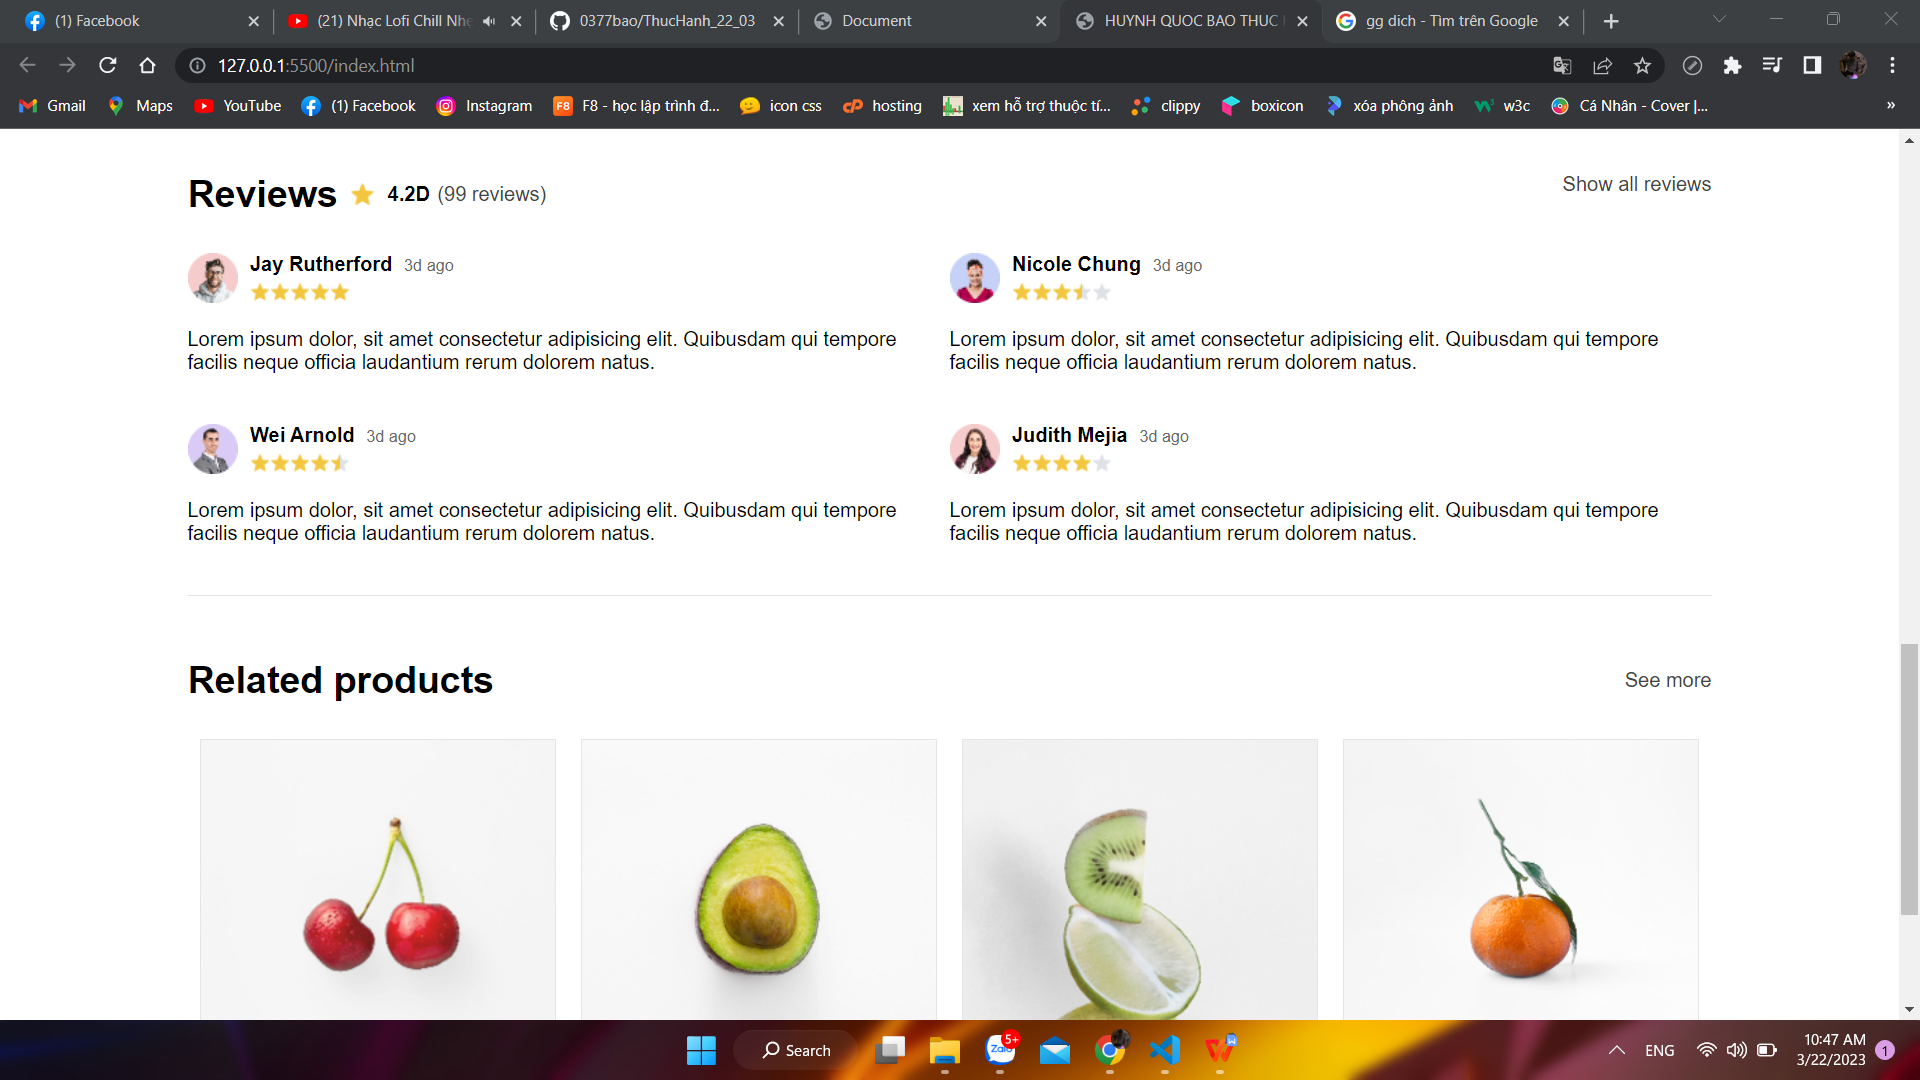 (1) Facebook
(21) Nhạc Lofi Chill Nhẹ
0377bao/ThucHanh_22_03
Document
HUYNH QUOC BAO THUC
gg dich - Tìm trên Google
127.0.0.1:5500/index.html
Gmail
Maps
YouTube
(1) Facebook
Instagram
F8 - học lập trình đ...
icon css
hosting
xem hỗ trợ thuộc tí...
clippy
boxicon
xóa phông ảnh
w3c
Cá Nhân - Cover |...
»
Reviews 4.2D (99 reviews)
Show all reviews
Jay Rutherford 3d ago
Lorem ipsum dolor, sit amet consectetur adipisicing elit. Quibusdam qui tempore
facilis neque officia laudantium rerum dolorem natus.
Nicole Chung 3d ago
Lorem ipsum dolor, sit amet consectetur adipisicing elit. Quibusdam qui tempore
facilis neque officia laudantium rerum dolorem natus.
Wei Arnold 3d ago
Lorem ipsum dolor, sit amet consectetur adipisicing elit. Quibusdam qui tempore
facilis neque officia laudantium rerum dolorem natus.
Judith Mejia 3d ago
Lorem ipsum dolor, sit amet consectetur adipisicing elit. Quibusdam qui tempore
facilis neque officia laudantium rerum dolorem natus.
Related products
See more
Search
Zalo
5+
ENG
10:47 AM
3/22/2023
1